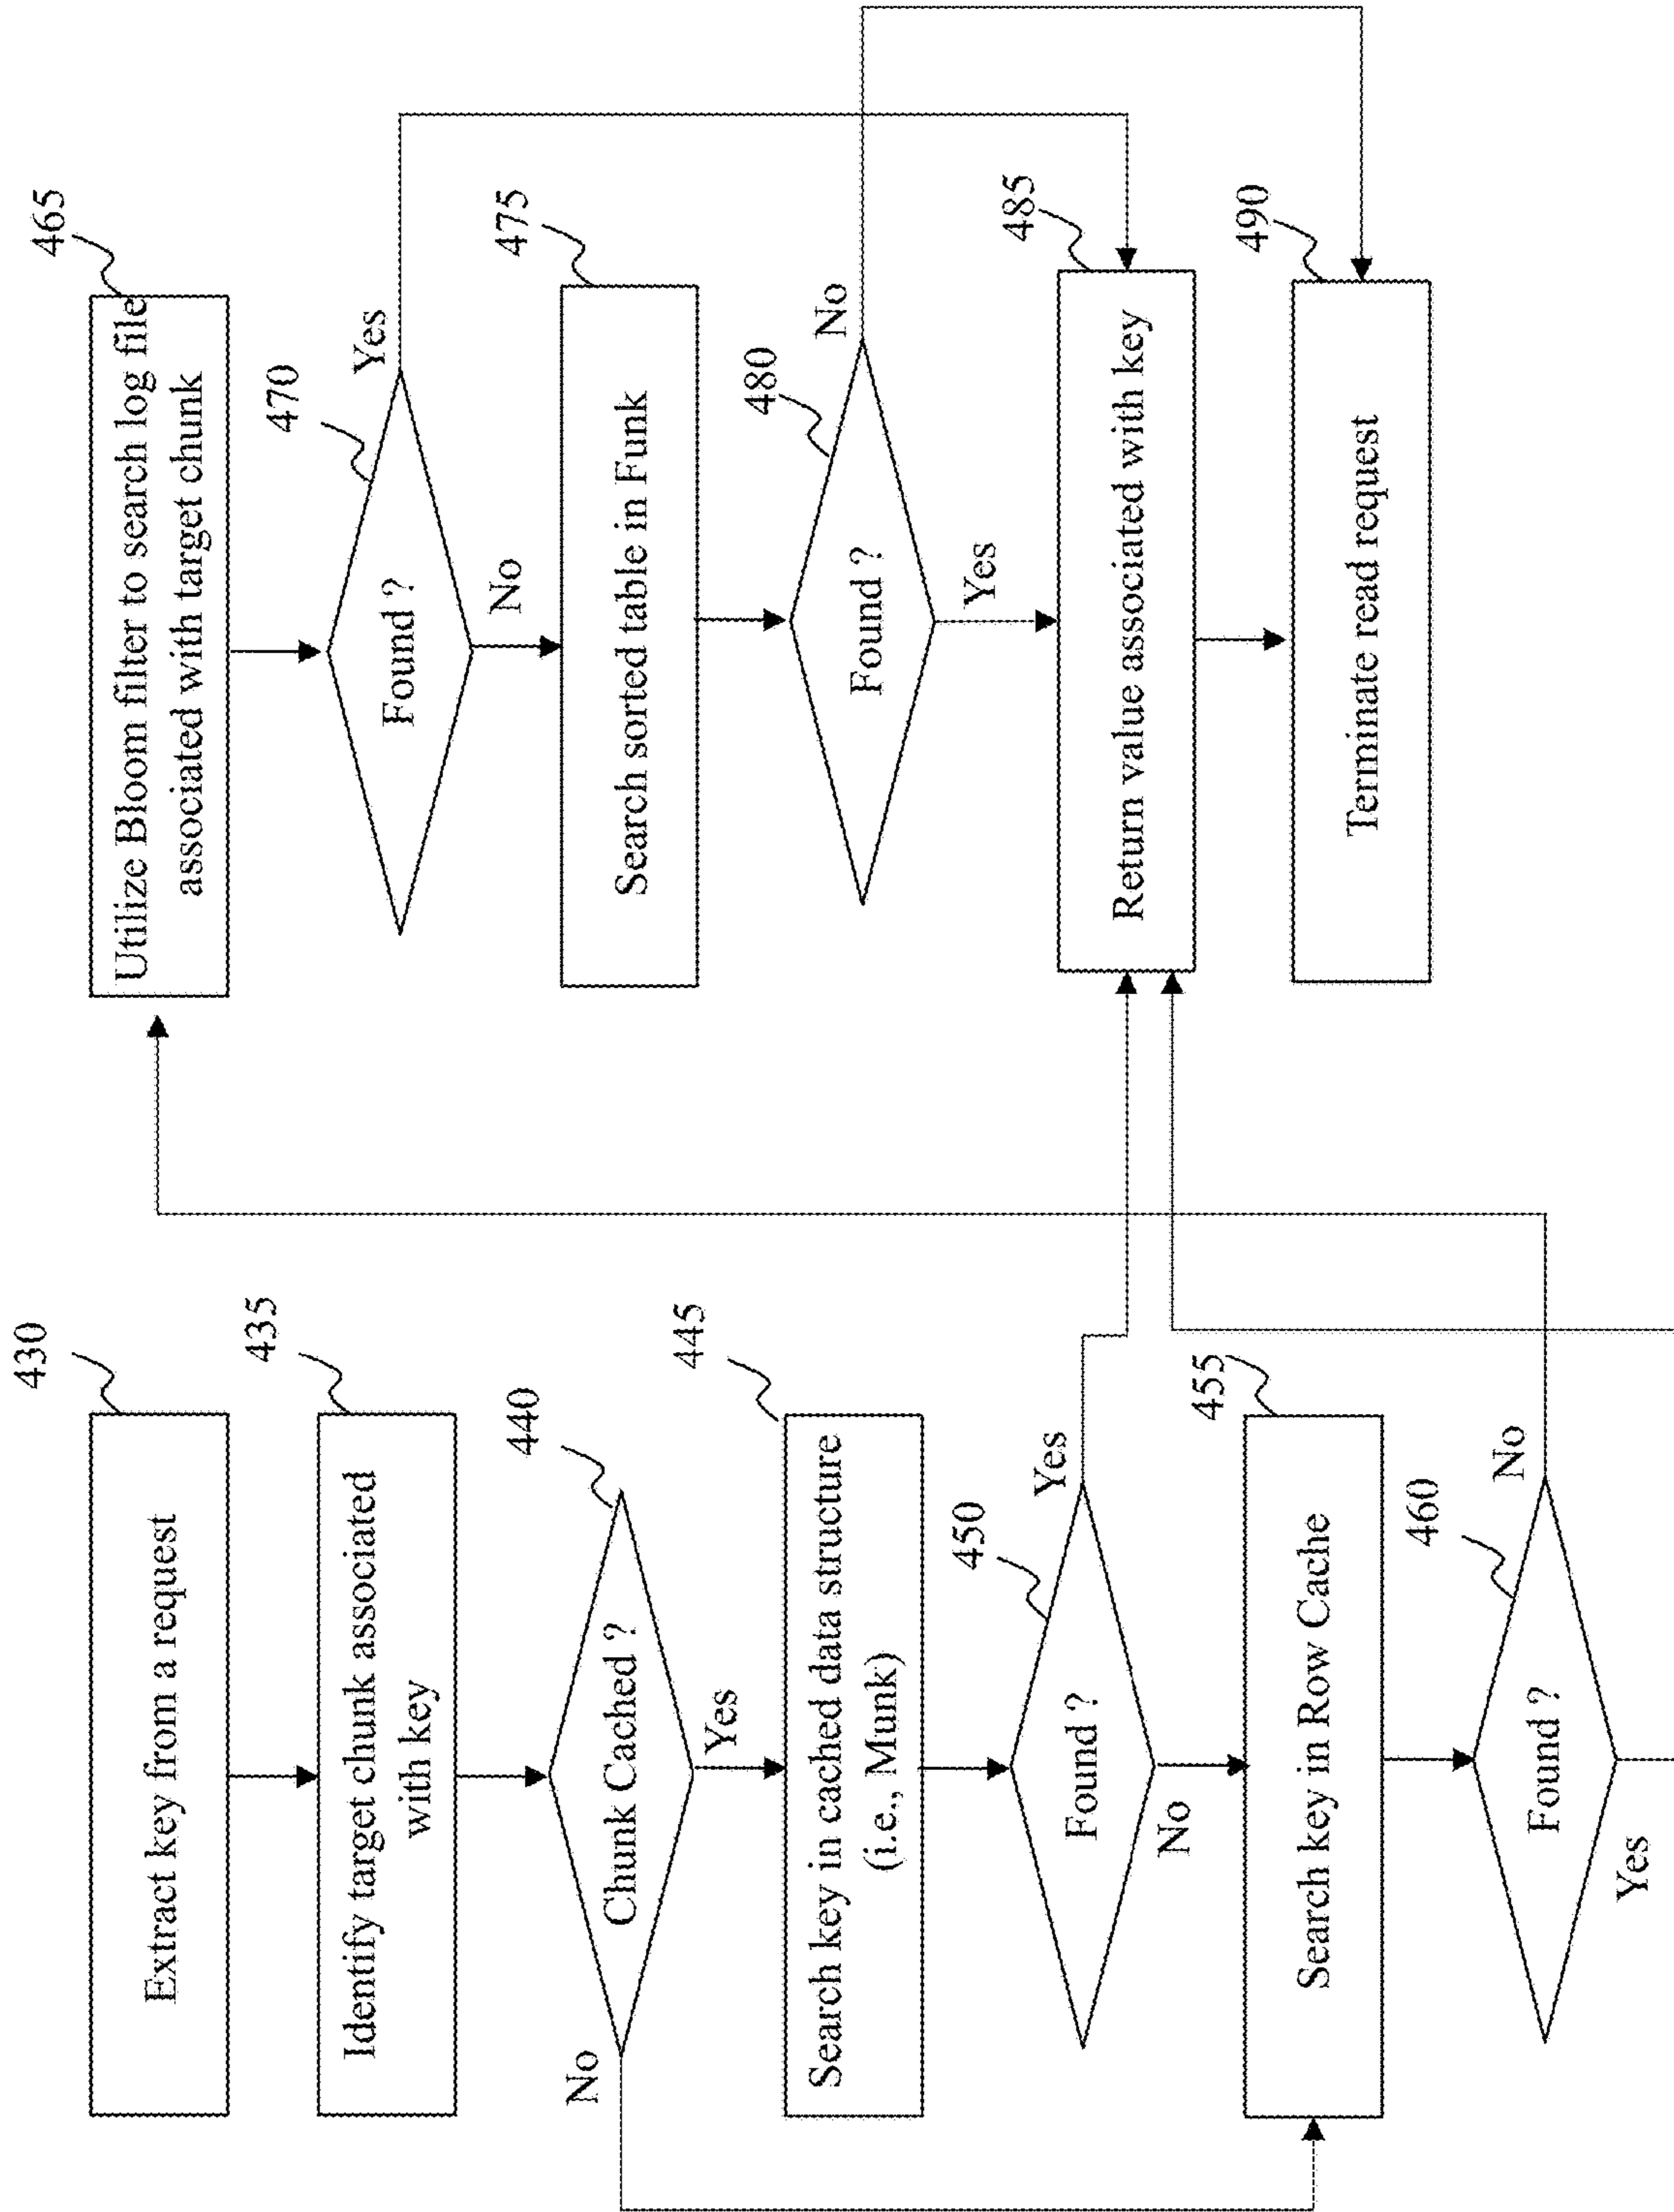 430
Extract key from a request
435
Identify target chunk associated
with key
440
Chunk Cached ?
No
Yes
445
Search key in cached data structure
(i.e., Munk)
450
Found ?
Yes
No
455
Search key in Row Cache
460
Found ?
No
Yes
465
Utilize Bloom filter to search log file
associated with target chunk
470
Found ?
Yes
No
475
Search sorted table in Funk
480
Found ?
No
Yes
485
Return value associated with key
490
Terminate read request